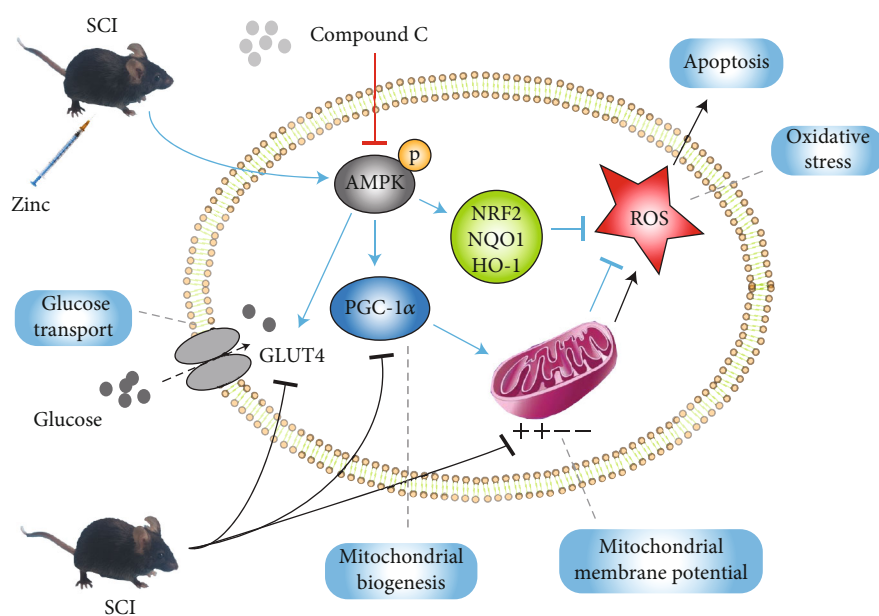 SCI
Compound C
Apoptosis
Oxidative
stress
p
AMPK
Zinc
NRF2
NQO1
HO-1
ROS
Glucose
transport
PGC-1α
GLUT4
Glucose
++––
Mitochondrial
biogenesis
Mitochondrial
membrane potential
SCI